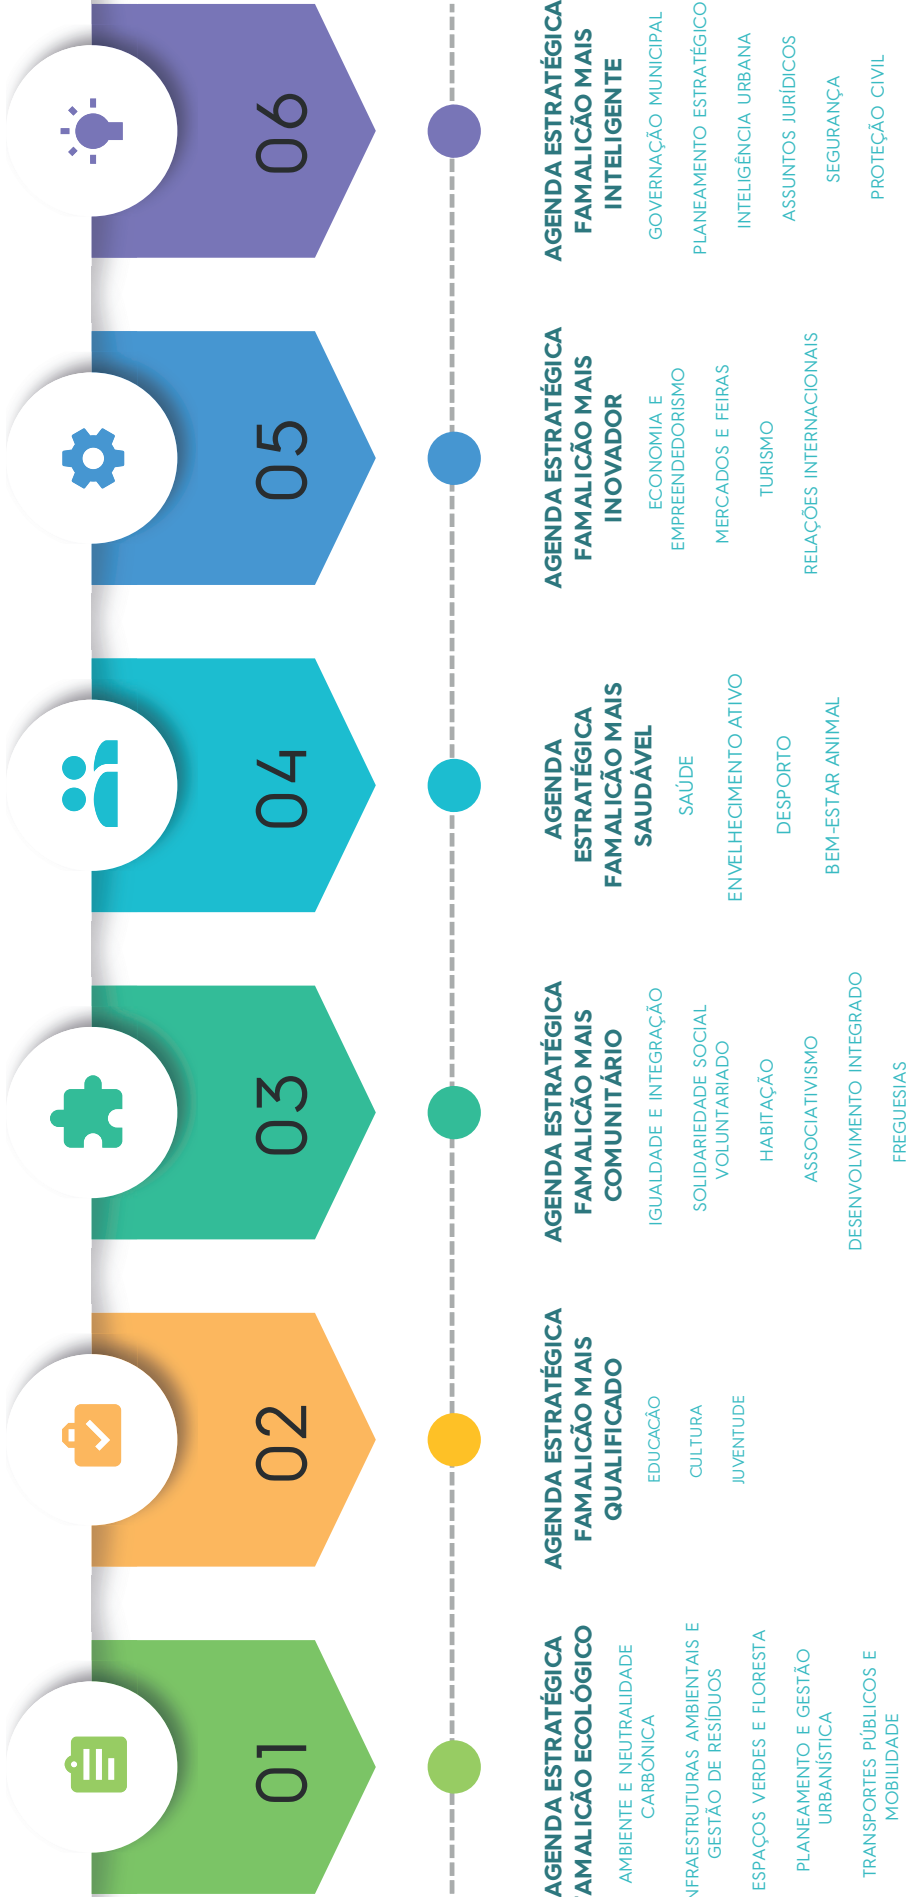 01
AGENDA ESTRATÉGICA
AMALICÃO ECOLÓGICO
AMBIENTE E NEUTRALIDADE
CARBÓNICA
NFRAESTRUTURAS AMBIENTAIS E
GESTÃO DE RESÍDUOS
ESPAÇOS VERDES E FLORESTA
PLANEAMENTO E GESTÃO
URBANÍSTICA
TRANSPORTES PÚBLICOS E
MOBILIDADE
02
AGENDA ESTRATÉGICA
FAMALICÃO MAIS
QUALIFICADO
EDUCACÃO
CULTURA
JUVENTUDE
03
AGENDA ESTRATÉGICA
FAMALICÃO MAIS
COMUNITÁRIO
IGUALDADE E INTEGRAÇÃO
SOLIDARIEDADE SOCIAL
VOLUNTARIADO
HABITAÇÃO
ASSOCIATIVISMO
DESENVOLVIMENTO INTEGRADO
FREGUESIAS
04
AGENDA
ESTRATÉGICA
FAMALICÃO MAIS
SAUDÁVEL
SAÚDE
ENVELHECIMENTO ATIVO
DESPORTO
BEM-ESTAR ANIMAL
05
AGENDA ESTRATÉGICA
FAMALICÃO MAIS
INOVADOR
ECONOMIA E
EMPREENDEDORISMO
MERCADOS E FEIRAS
TURISMO
RELAÇÕES INTERNACIONAIS
06
AGENDA ESTRATÉGICA
FAMALICÃO MAIS
INTELIGENTE
GOVERNAÇÃO MUNICIPAL
PLANEAMENTO ESTRATÉGICO
INTELIGÊNCIA URBANA
ASSUNTOS JURÍDICOS
SEGURANÇA
PROTEÇÃO CIVIL